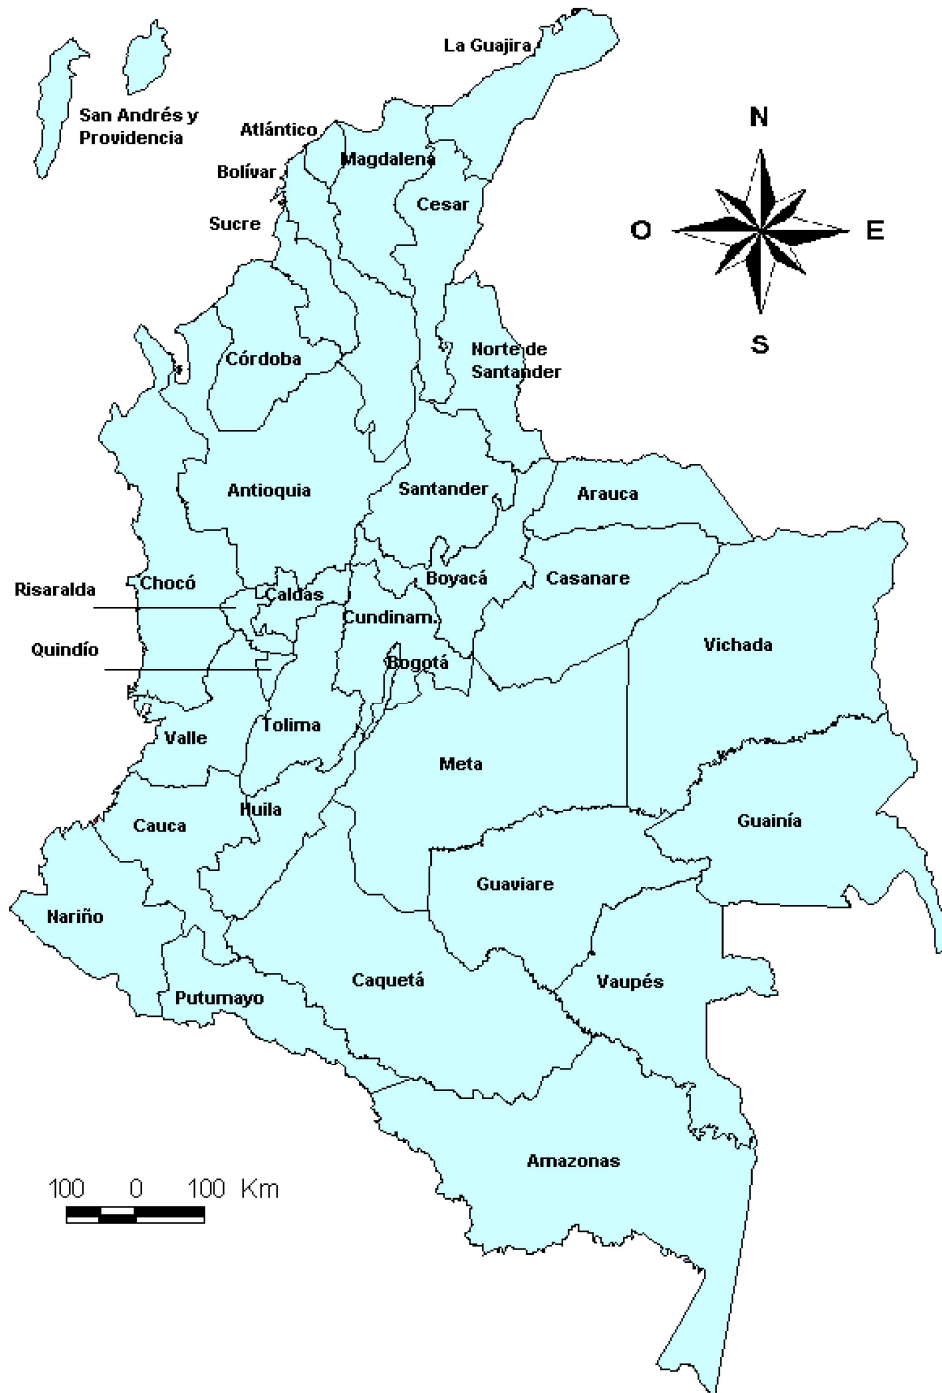 La Guajira
San Andrés y
Providencia
N
Atlántico
Magdalena
Bolívar
Cesar
Sucre
O
E
S
Córdoba
Norte de
Santander
Antioquia
Santander
Arauca
Chocó
Boyacá
Casanare
Risaralda
Caldas
Cundinam.
Quindío
Bogotá
Vichada
Tolima
Valle
Meta
Huila
Cauca
Guainía
Guaviare
Nariño
Caquetá
Vaupés
Putumayo
Amazonas
100 0 100 Km